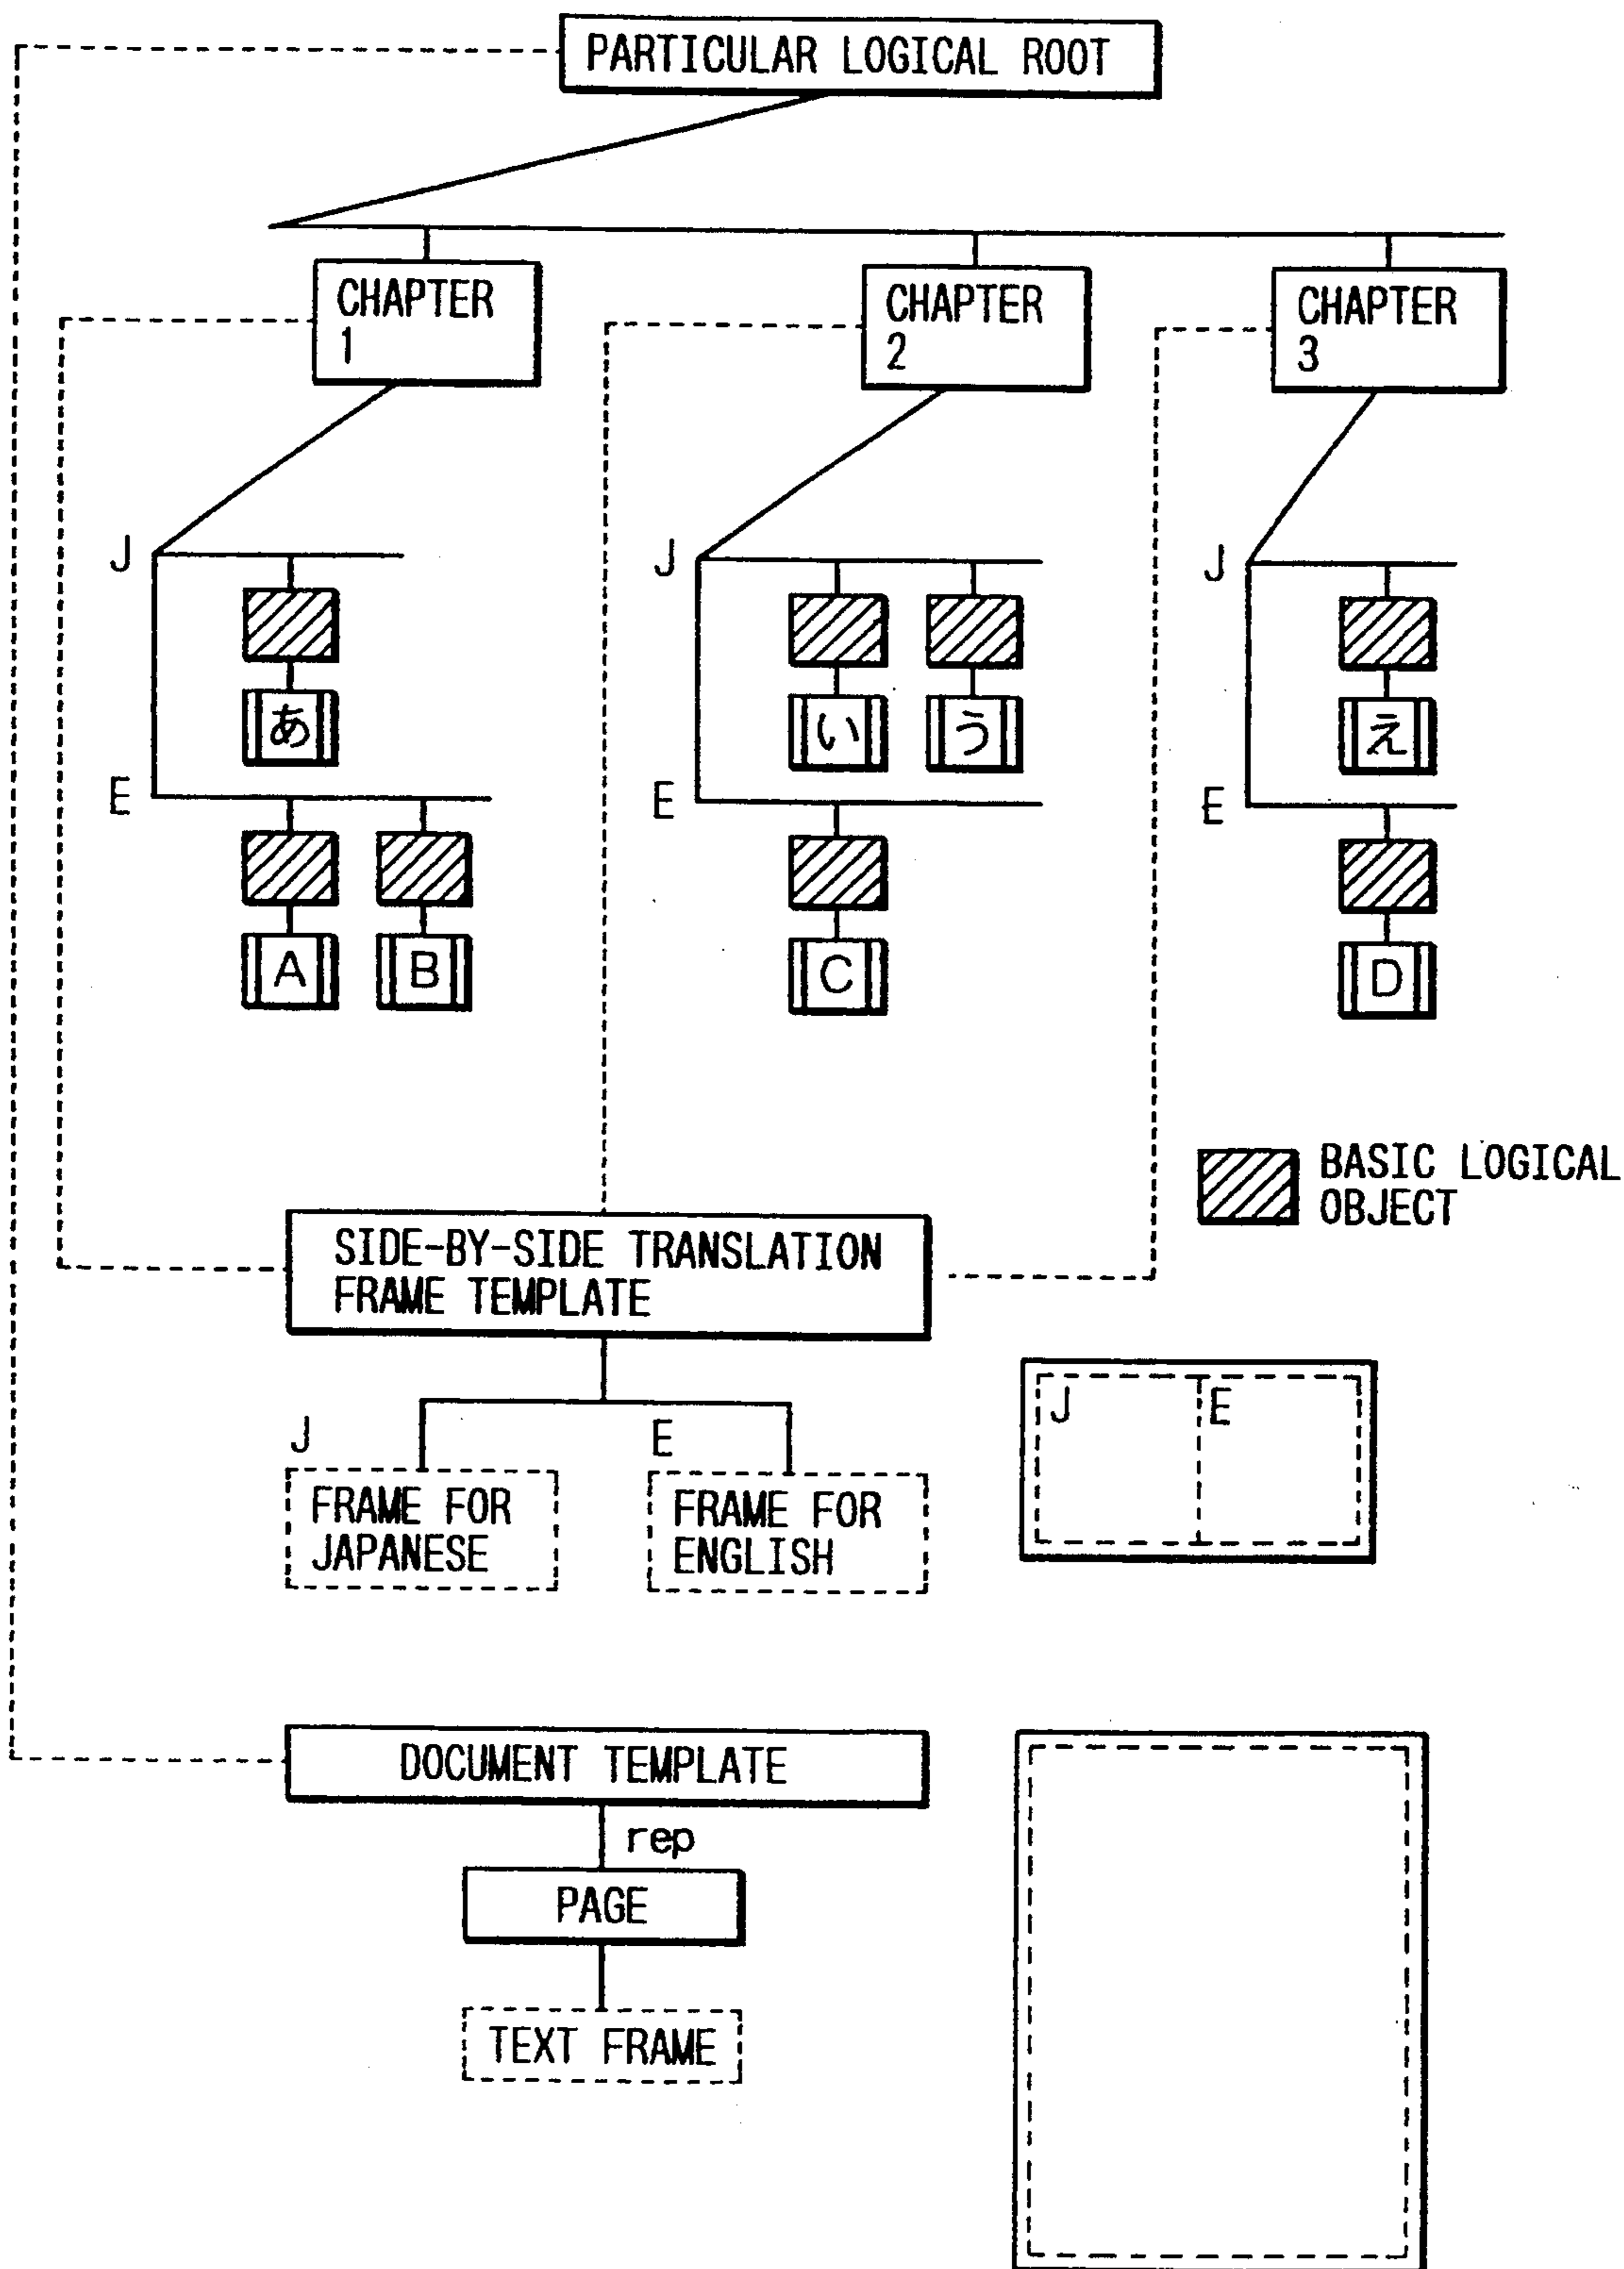 PARTICULAR LOGICAL ROOT
CHAPTER
1
CHAPTER
2
CHAPTER
3
J
J
J
あ
い
う
え
E
E
E
A
B
C
D
BASIC LOGICAL
OBJECT
SIDE-BY-SIDE TRANSLATION
FRAME TEMPLATE
J
E
J
E
FRAME FOR
JAPANESE
FRAME FOR
ENGLISH
DOCUMENT TEMPLATE
rep
PAGE
TEXT FRAME